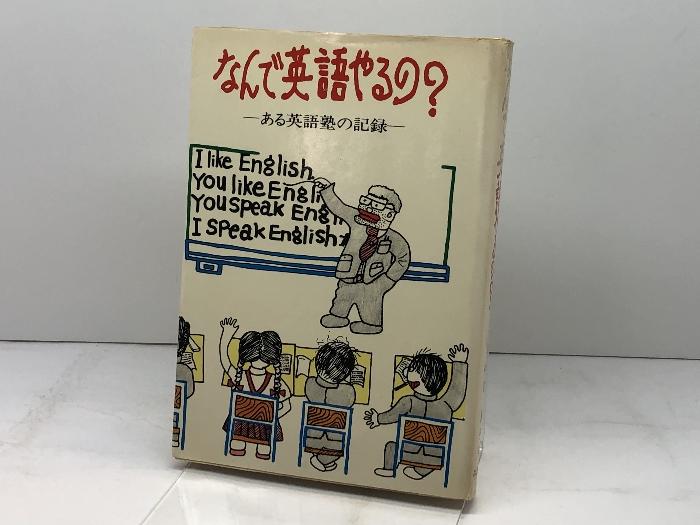 なんで英語やるの?
—ある英語塾の記録—
I like English
You like Engli
You speak Engli
I speak English